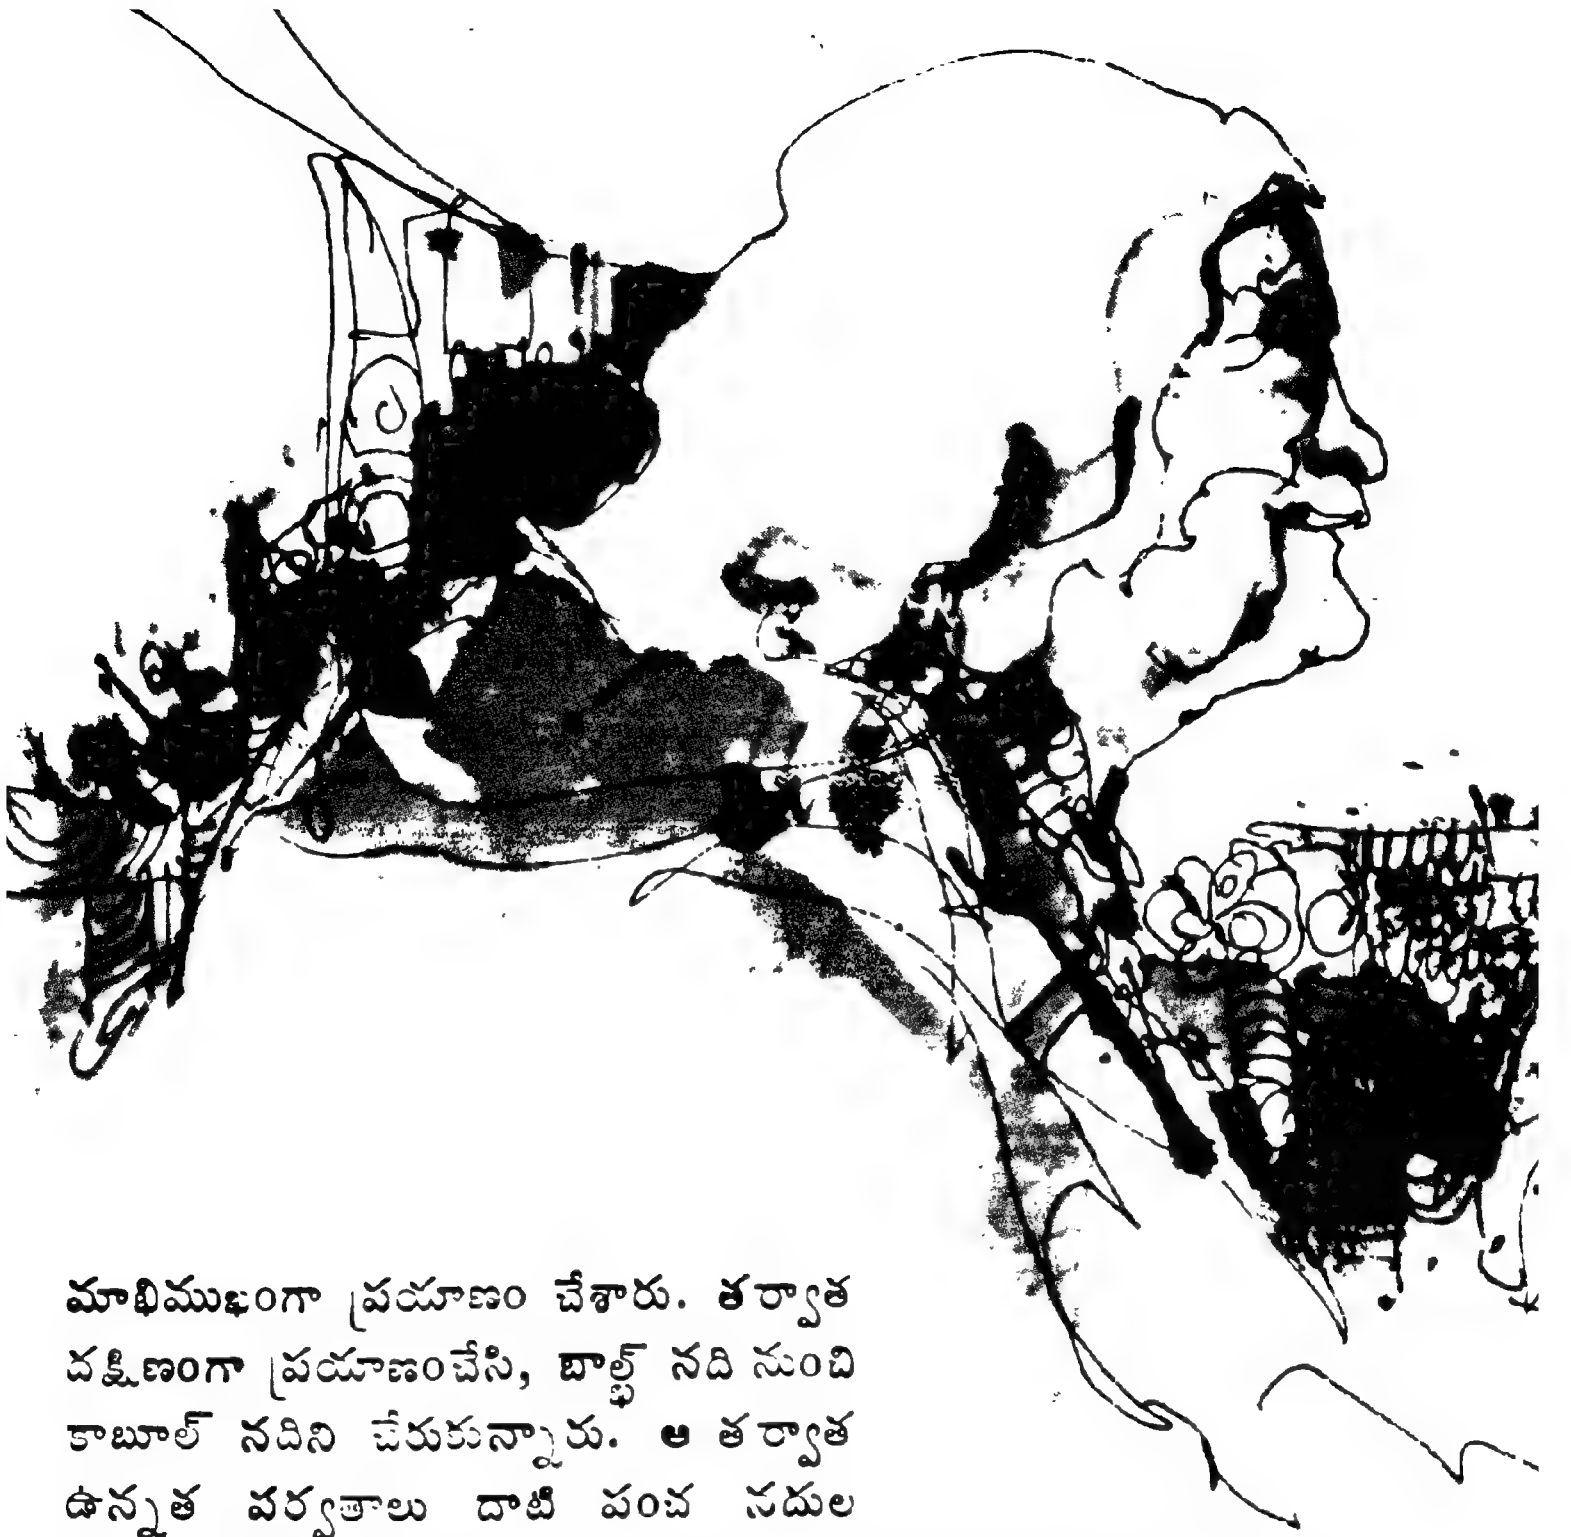 మాభిముఖంగా ప్రయాణం చేశారు. తర్వాత
దక్షిణంగా ప్రయాణంచేసి, బాల్ఖ్ నది నుంచి
కాబూల్ నదిని చేరుకున్నారు. ఆ తర్వాత
ఉన్నత పర్వతాలు దాటి పంచ నదుల